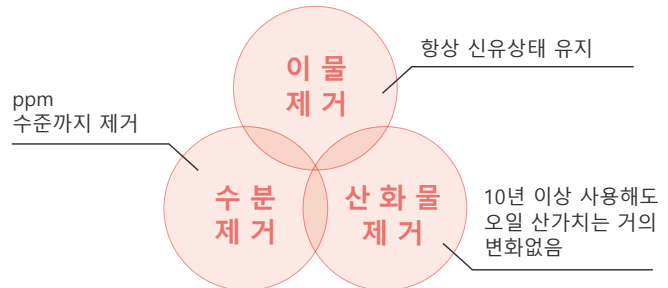 이 물
제 거
항상 신유상태 유지
ppm
수준까지 제거
수 분
제 거
산 화 물
제 거
10년 이상 사용해도
오일 산가치는 거의
변화없음